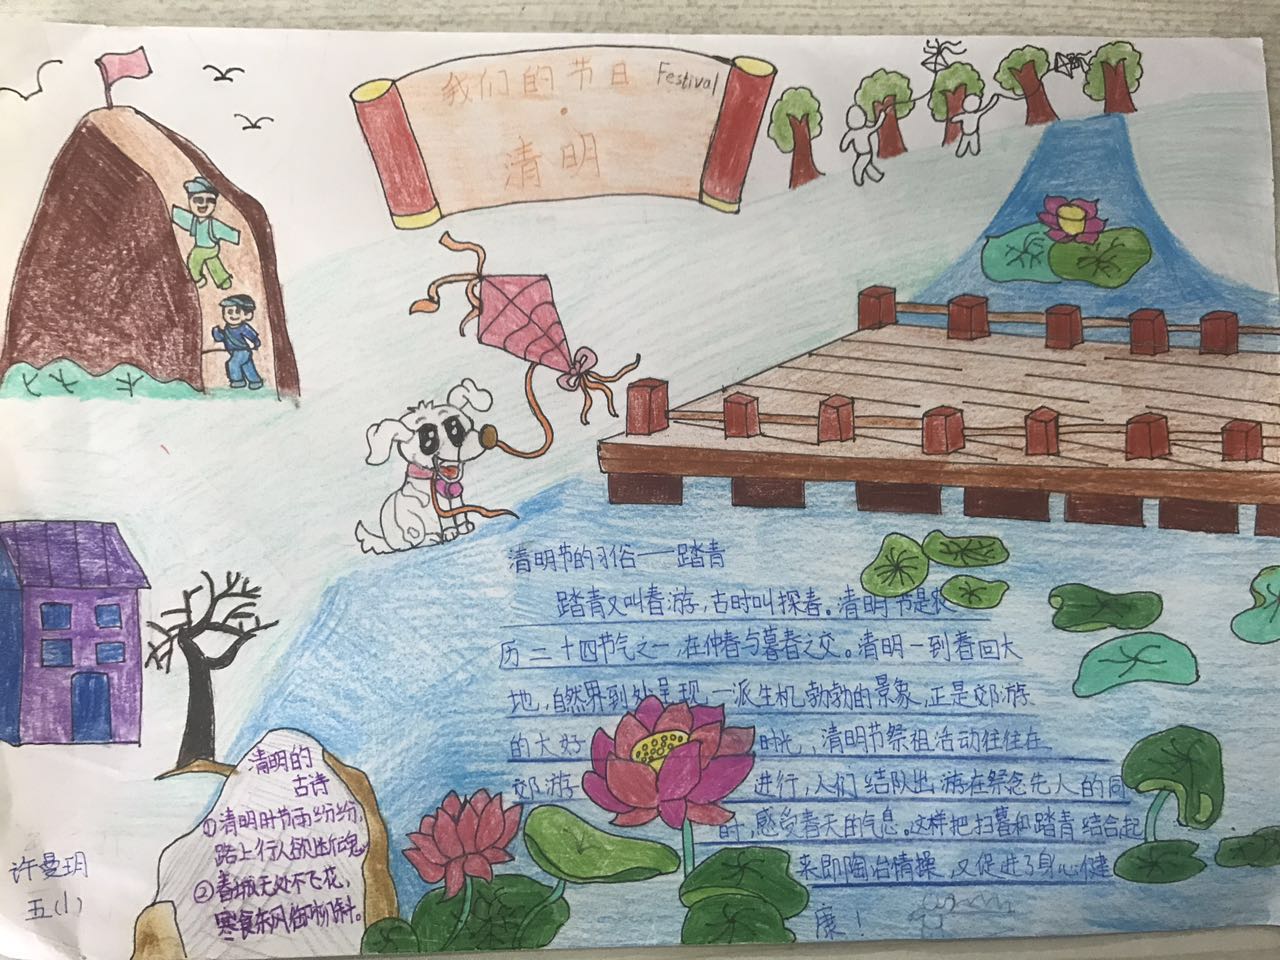 我们的节日 Festival
·
清明
清明节的习俗——踏青
踏青又叫春游,古时叫探春。清明节是农
历二十四节气之一,在仲春与暮春之交。清明一到春回大
地,自然界到处呈现一派生机勃勃的景象,正是郊游
的大好时光,清明节祭祖活动往往在
郊游进行,人们结队出游在祭念先人的同
时,感受春天的气息。这样把扫暮和踏青结合起
来即陶冶情操,又促进了身心健
康!
清明的
古诗
①清明时节雨纷纷,
路上行人欲断魂
②春城无处不飞花,
寒食东风御柳斜。
许曼玥
五(1)